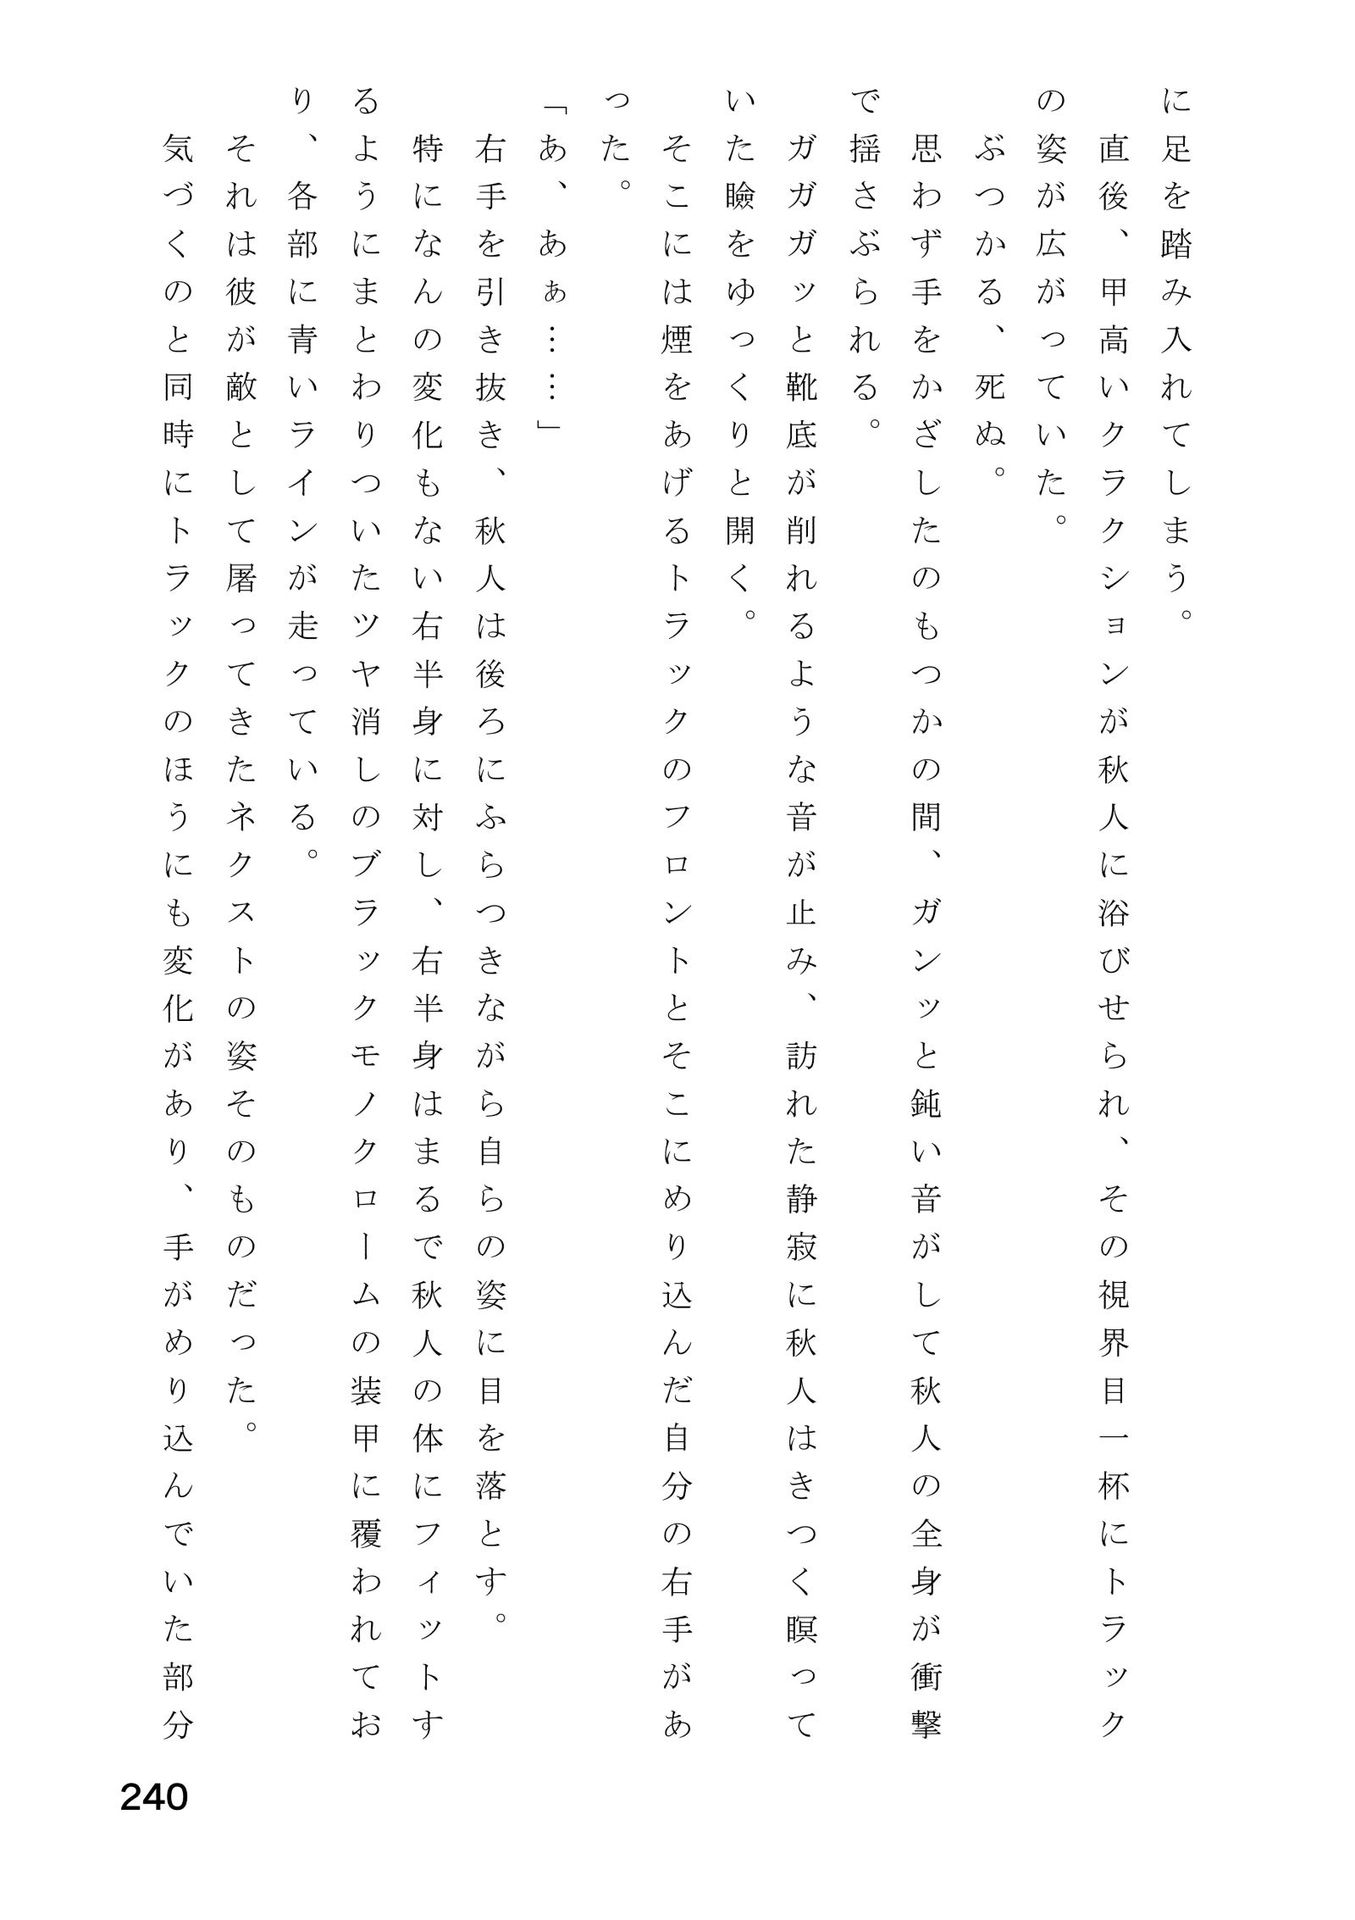 に足を踏み入れてしまう。
直後、甲高いクラクションが秋人に浴びせられ、その視界目一杯にトラック
の姿が広がっていた。
ぶつかる、死ぬ。
思わず手をかざしたのもつかの間、ガンッと鈍い音がして秋人の全身が衝撃
で揺さぶられる。
ガガガッと靴底が削れるような音が止み、訪れた静寂に秋人はきつく瞑って
いた瞼をゆっくりと開く。
そこには煙をあげるトラックのフロントとそこにめり込んだ自分の右手があ
った。
「あ、あぁ……」
右手を引き抜き、秋人は後ろにふらつきながら自らの姿に目を落とす。
特になんの変化もない右半身に対し、右半身はまるで秋人の体にフィットす
るようにまとわりついたツヤ消しのブラックモノクロームの装甲に覆われてお
り、各部に青いラインが走っている。
それは彼が敵として屠ってきたネクストの姿そのものだった。
気づくのと同時にトラックのほうにも変化があり、手がめり込んでいた部分
240